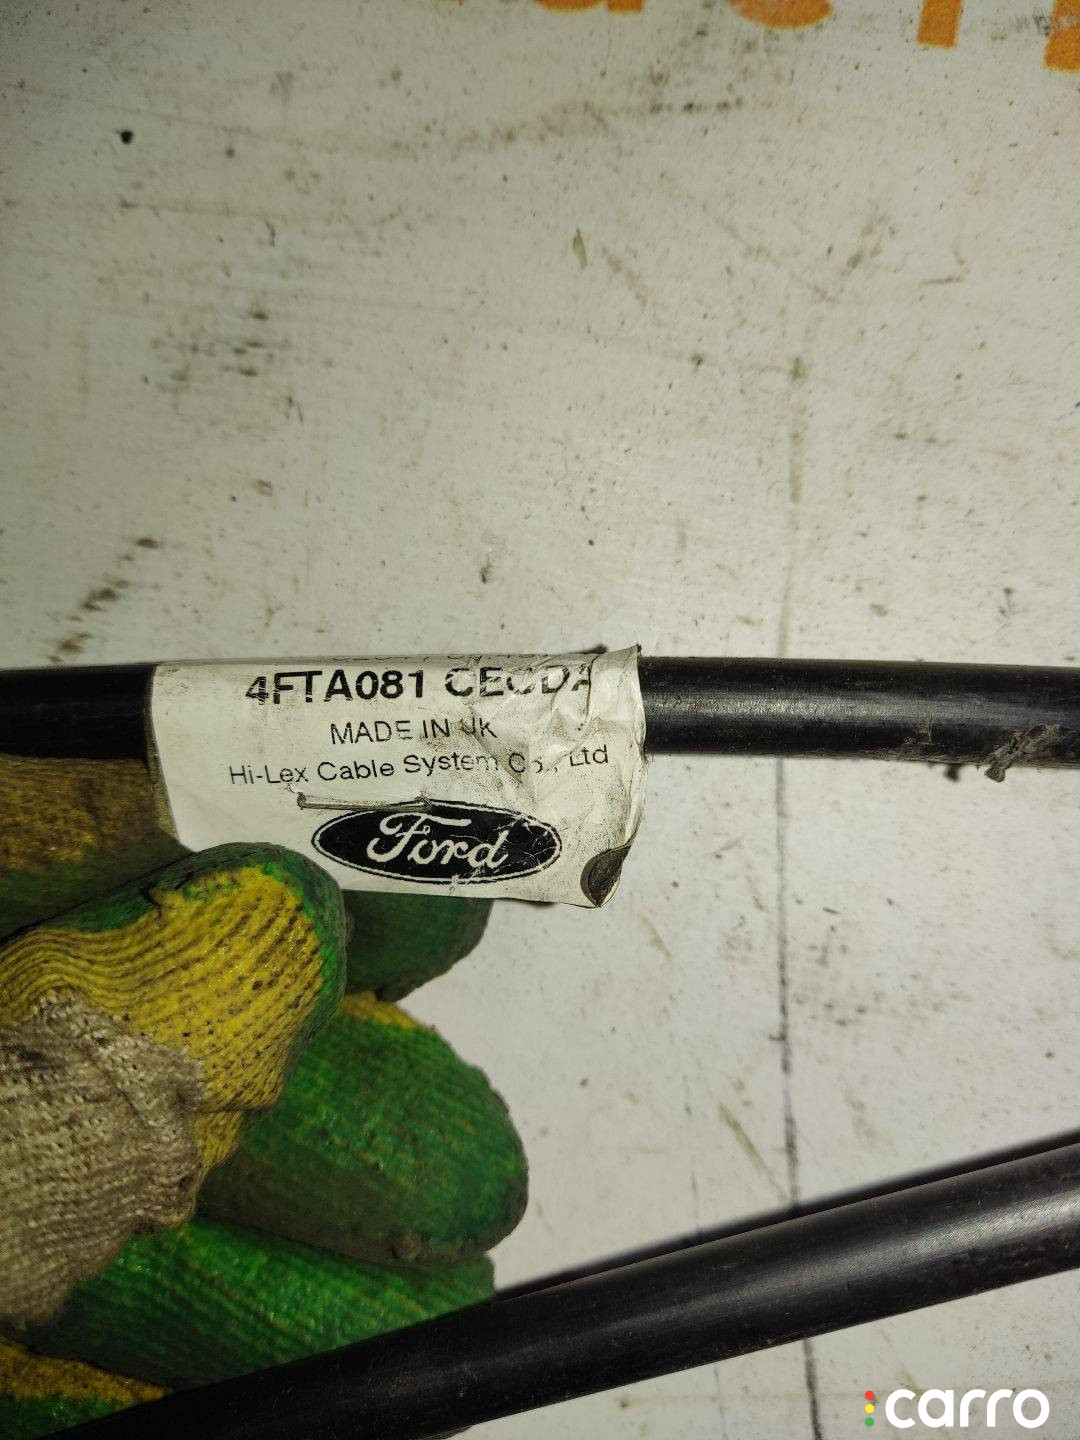 4FTA081 CECDA
MADE IN UK
Hi-Lex Cable System Co., Ltd
Ford
carro